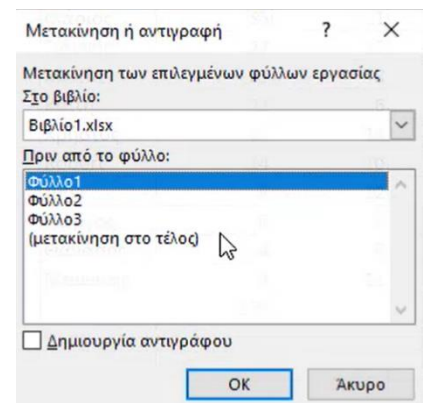 Μετακίνηση ή αντιγραφή
Μετακίνηση των επιλεγμένων φύλλων εργασίας
Στο βιβλίο:
Βιβλίο1.xlsx
Πριν από το φύλλο:
Φύλλο1
Φύλλο2
Φύλλο3
(μετακίνηση στο τέλος)
Δημιουργία αντιγράφου
OK Άκυρο